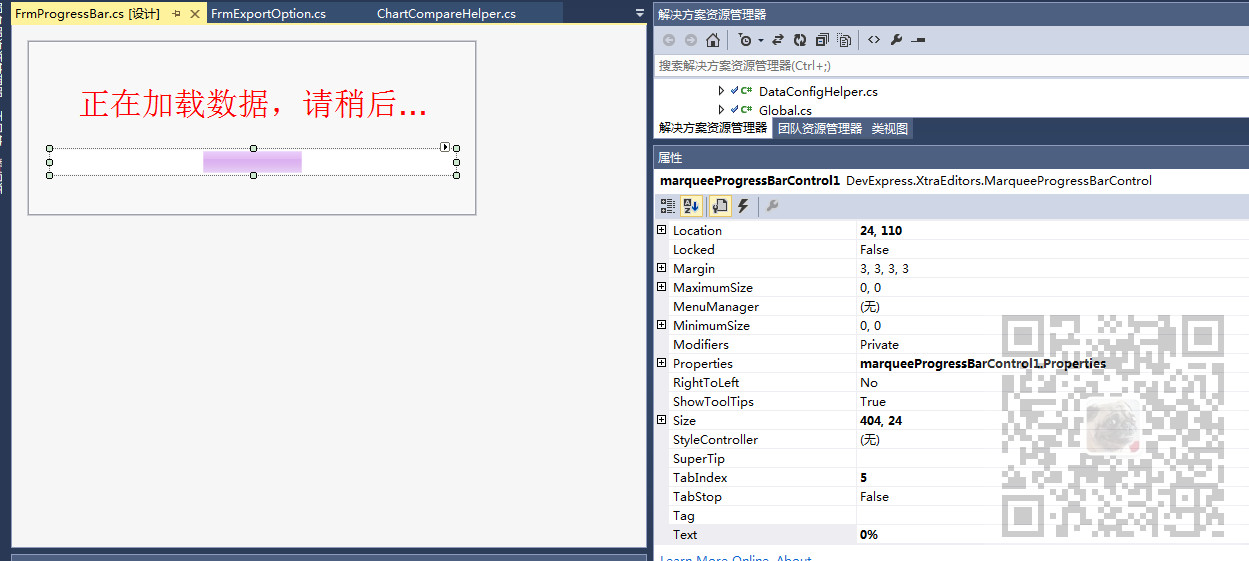 FrmProgressBar.cs [设计]
FrmExportOption.cs
ChartCompareHelper.cs
正在加载数据，请稍后...
解决方案资源管理器
搜索解决方案资源管理器(Ctrl+;)
C# DataConfigHelper.cs
C# Global.cs
解决方案资源管理器 团队资源管理器 类视图
属性
marqueeProgressBarControl1 DevExpress.XtraEditors.MarqueeProgressBarControl
Location 24, 110
Locked False
Margin 3, 3, 3, 3
MaximumSize 0, 0
MenuManager (无)
MinimumSize 0, 0
Modifiers Private
Properties marqueeProgressBarControl1.Properties
RightToLeft No
ShowToolTips True
Size 404, 24
StyleController (无)
SuperTip
TabIndex 5
TabStop False
Tag
Text 0%
Learn More Online, About